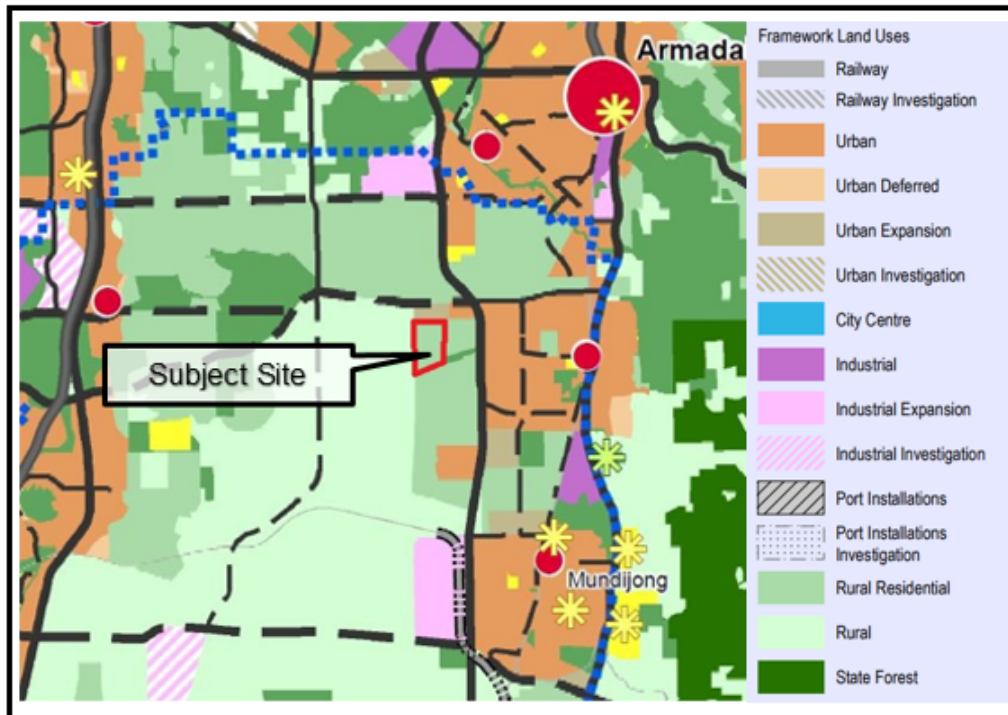 Armada
Subject Site
Mundijong
Framework Land Uses
Railway
Railway Investigation
Urban
Urban Deferred
Urban Expansion
Urban Investigation
City Centre
Industrial
Industrial Expansion
Industrial Investigation
Port Installations
Port Installations
Investigation
Rural Residential
Rural
State Forest